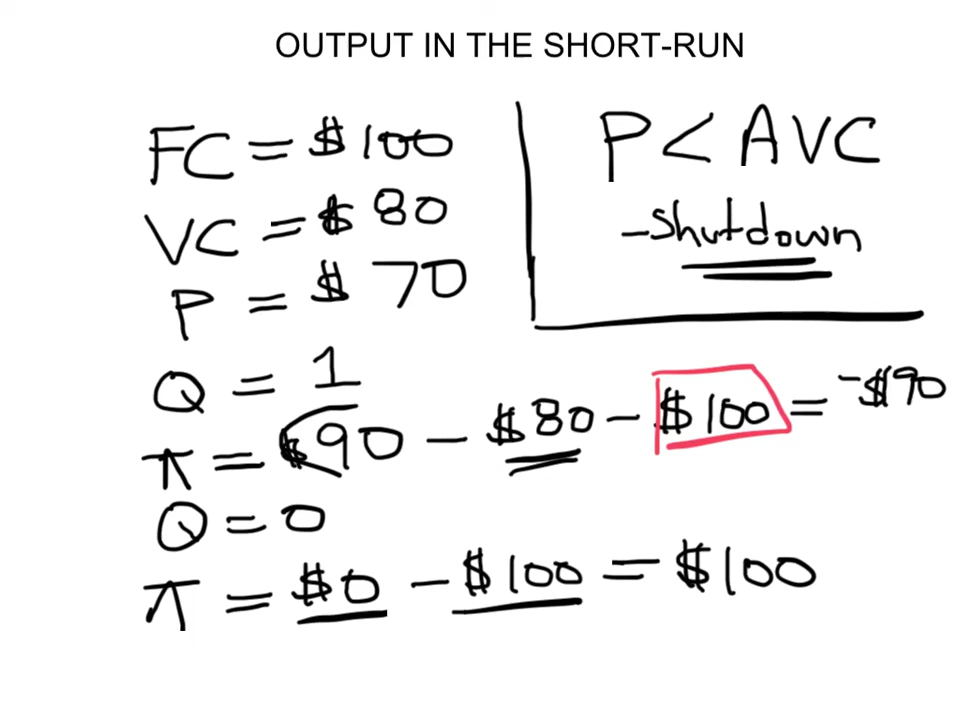 OUTPUT IN THE SHORT-RUN
FC = $100
VC = $80
P = $70
Q = 1
π = $90 - $80 - $100 = -$90
Q = 0
π = $0 - $100 = $100
P < AVC
- shutdown